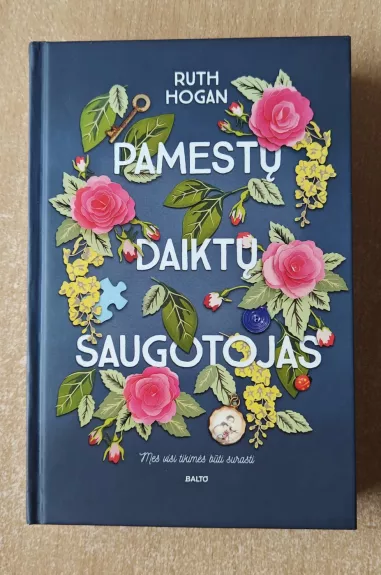 RUTH
HOGAN
PAMESTŲ
DAIKTŲ
SAUGOTOJAS
Mes visi tikimės būti surasti
BALTO